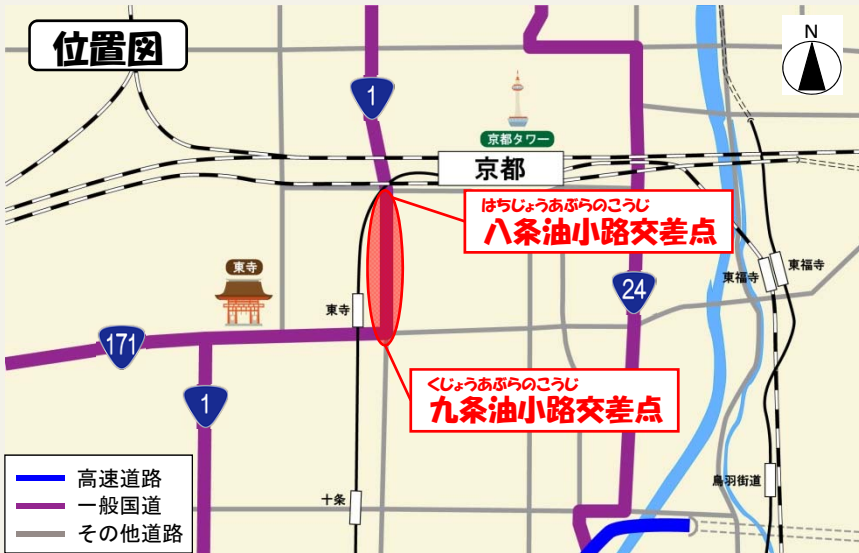 位置図
N
1
京都タワー
京都
はちじょうあぶらのこうじ
八条油小路交差点
東寺
東福寺
東福寺
24
東寺
171
1
くじょうあぶらのこうじ
九条油小路交差点
高速道路
一般国道
その他道路
十条
鳥羽街道